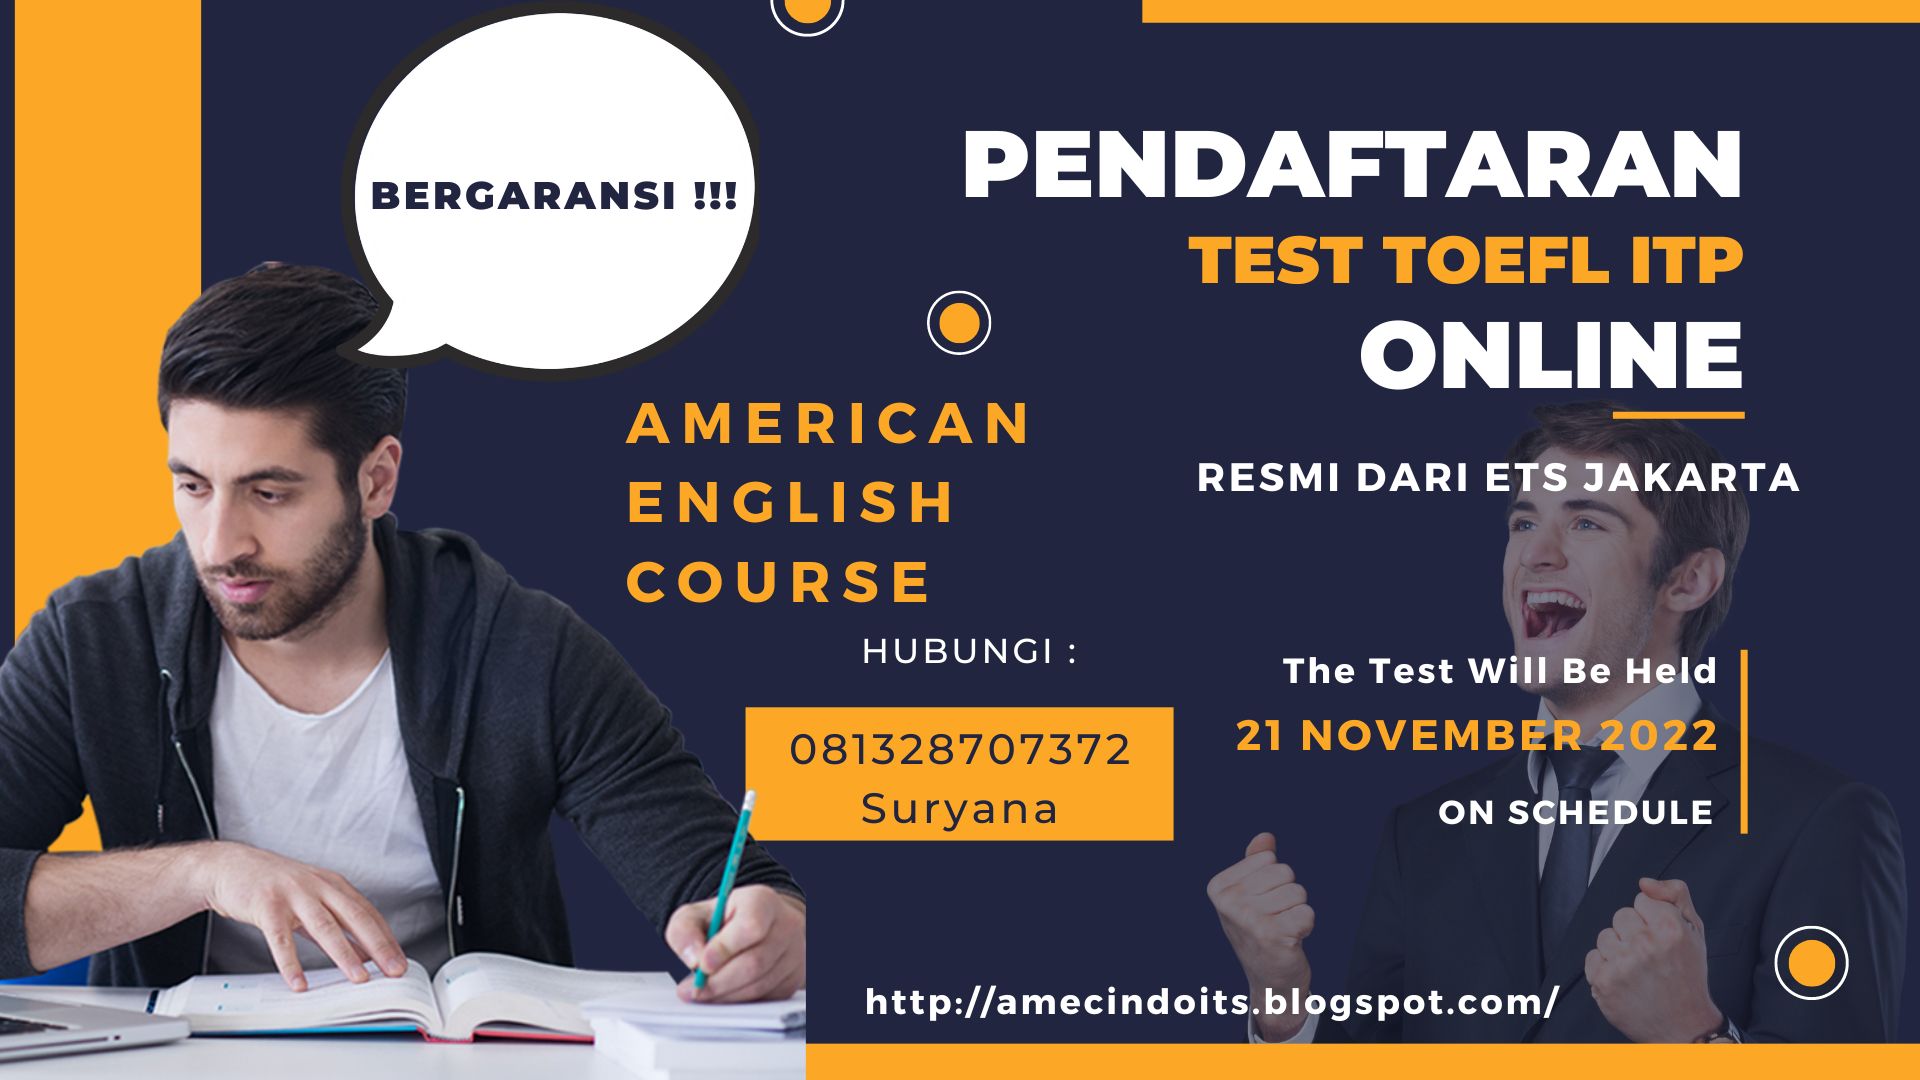 BERGARANSI !!!
PENDAFTARAN
TEST TOEFL ITP
ONLINE
RESMI DARI ETS JAKARTA
AMERICAN
ENGLISH
COURSE
HUBUNGI :
081328707372
Suryana
The Test Will Be Held
21 NOVEMBER 2022
ON SCHEDULE
http://amecindoits.blogspot.com/